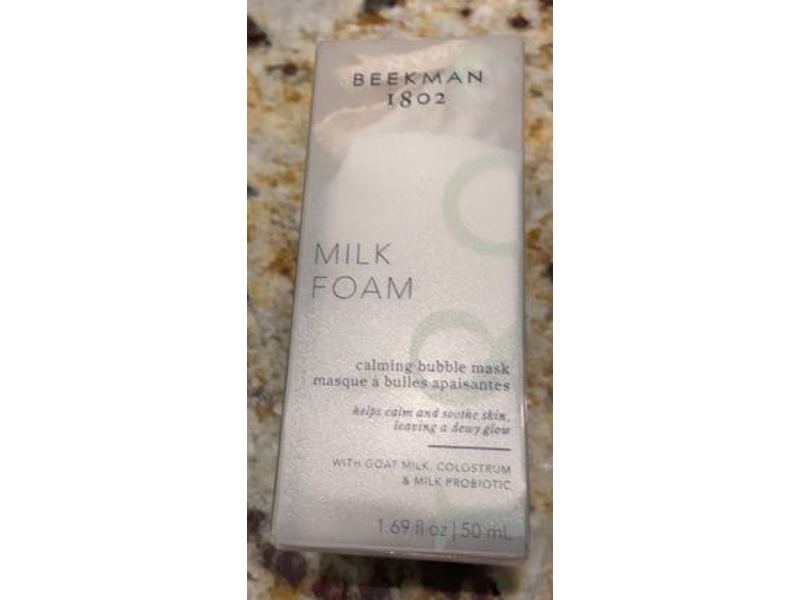 BEEKMAN
1802
MILK
FOAM
calming bubble mask
masque à bulles apaisantes
helps calm and soothe skin,
leaving a dewy glow
WITH GOAT MILK, COLOSTRUM
& MILK PROBIOTIC
1.69 fl oz | 50 mL